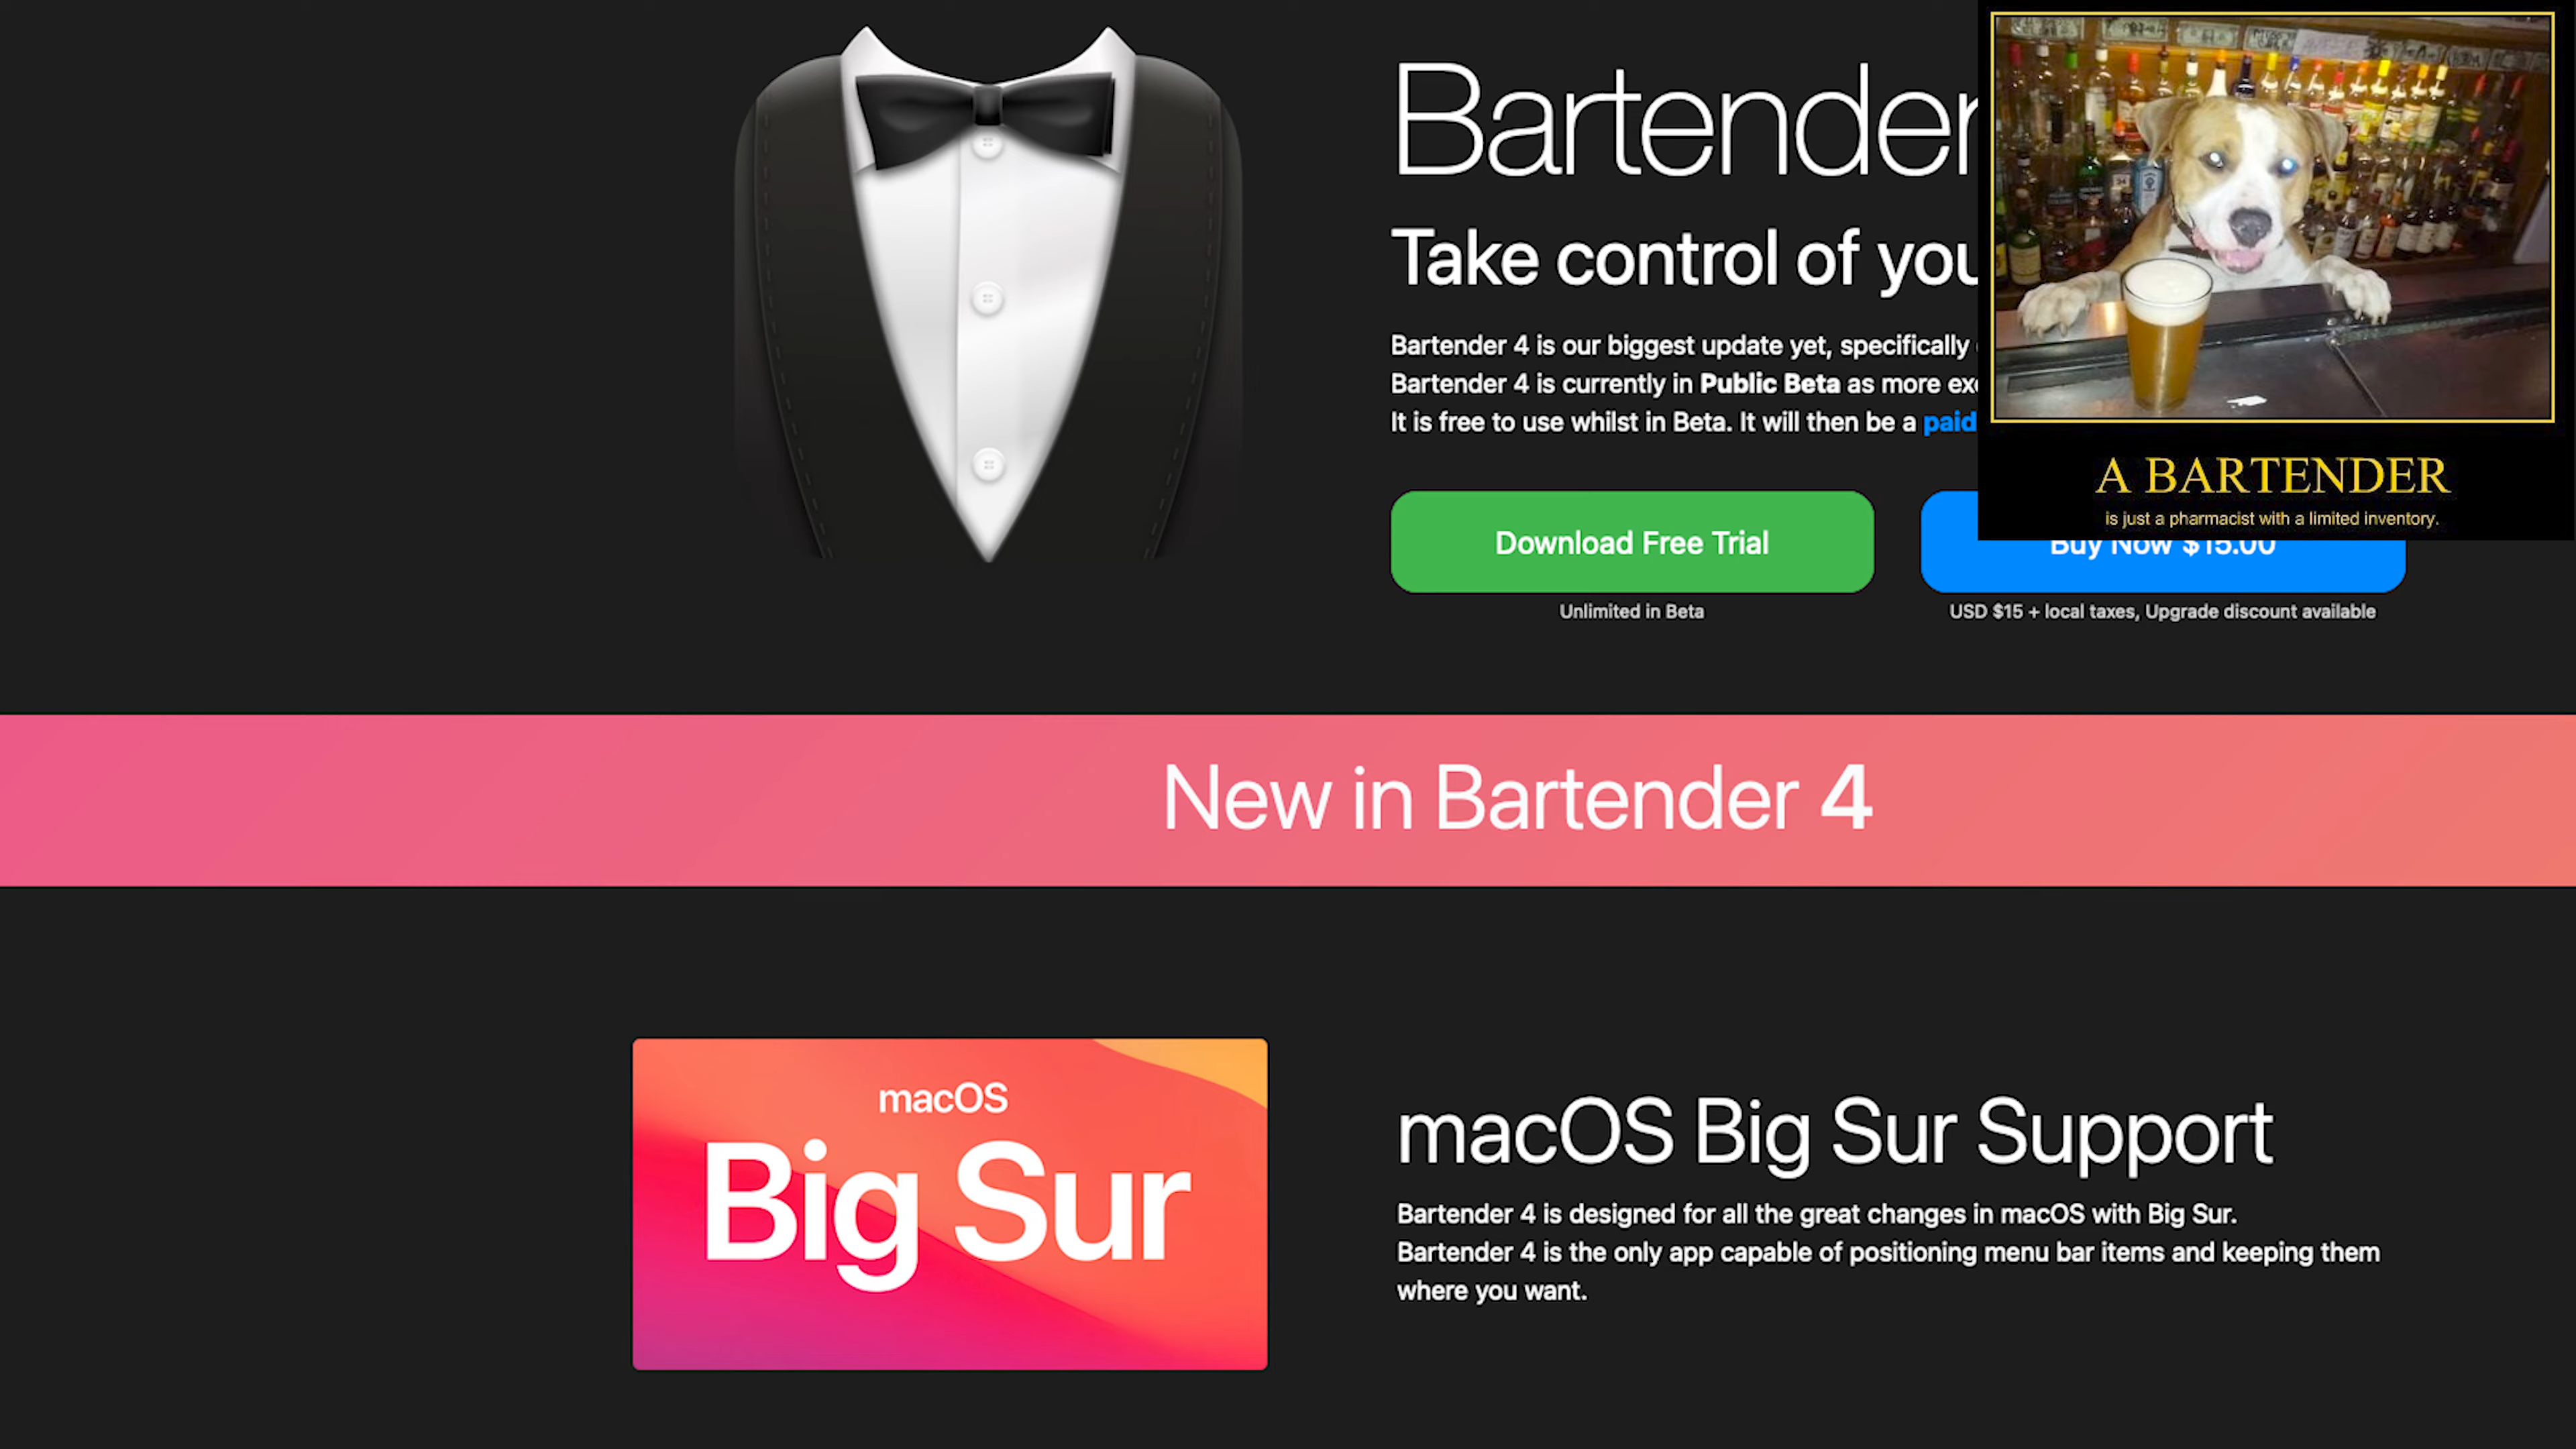 Bartender
Take control of you
Bartender 4 is our biggest update yet, specifically
Bartender 4 is currently in Public Beta as more
It is free to use whilst in Beta. It will then be a paid
A BARTENDER
is just a pharmacist with a limited inventory.
Download Free Trial
Buy Now $15.00
Unlimited in Beta
USD $15 + local taxes, Upgrade discount available
New in Bartender 4
macOS
Big Sur
macOS Big Sur Support
Bartender 4 is designed for all the great changes in macOS with Big Sur.
Bartender 4 is the only app capable of positioning menu bar items and keeping them
where you want.